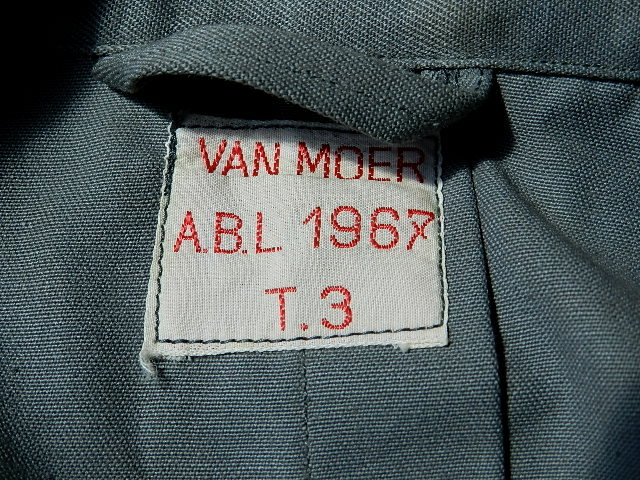 VAN MOER
A.B.L. 1967
T.3